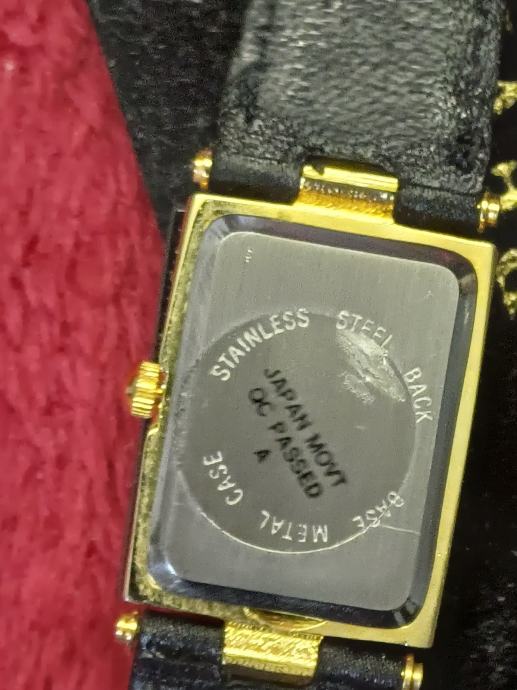 STAINLESS STEEL BACK
JAPAN MOVT
QC PASSED
A
BASE METAL CASE